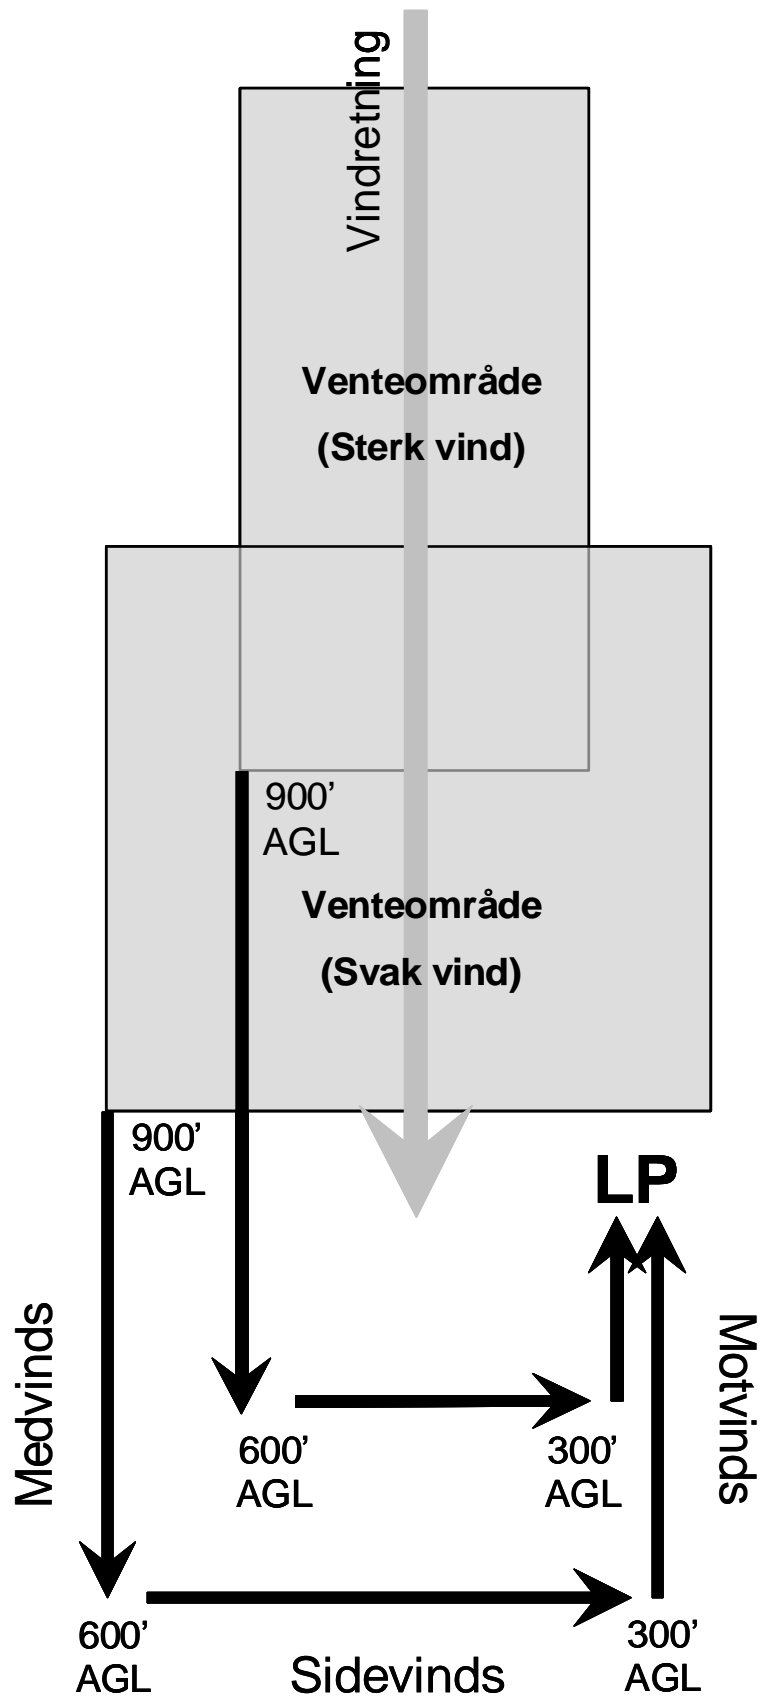 Vindretning
Venteområde
(Sterk vind)
900’
AGL
Venteområde
(Svak vind)
900’
AGL
LP
Medvinds
Motvinds
600’
AGL
300’
AGL
600’
AGL
300’
AGL
Sidevinds